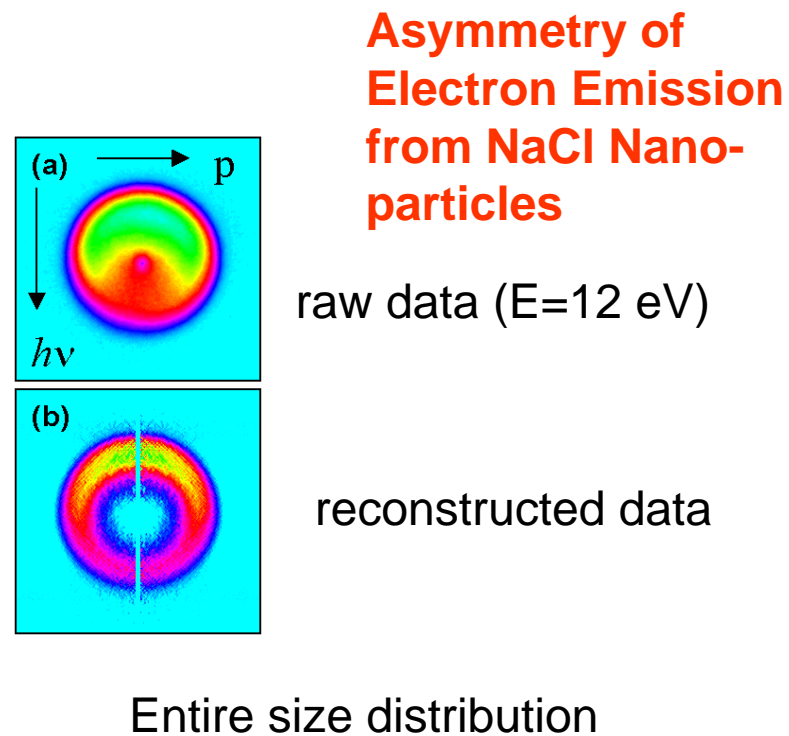 Asymmetry of
Electron Emission
from NaCl Nano-
particles
(a) p
hν
raw data (E=12 eV)
(b)
reconstructed data
Entire size distribution